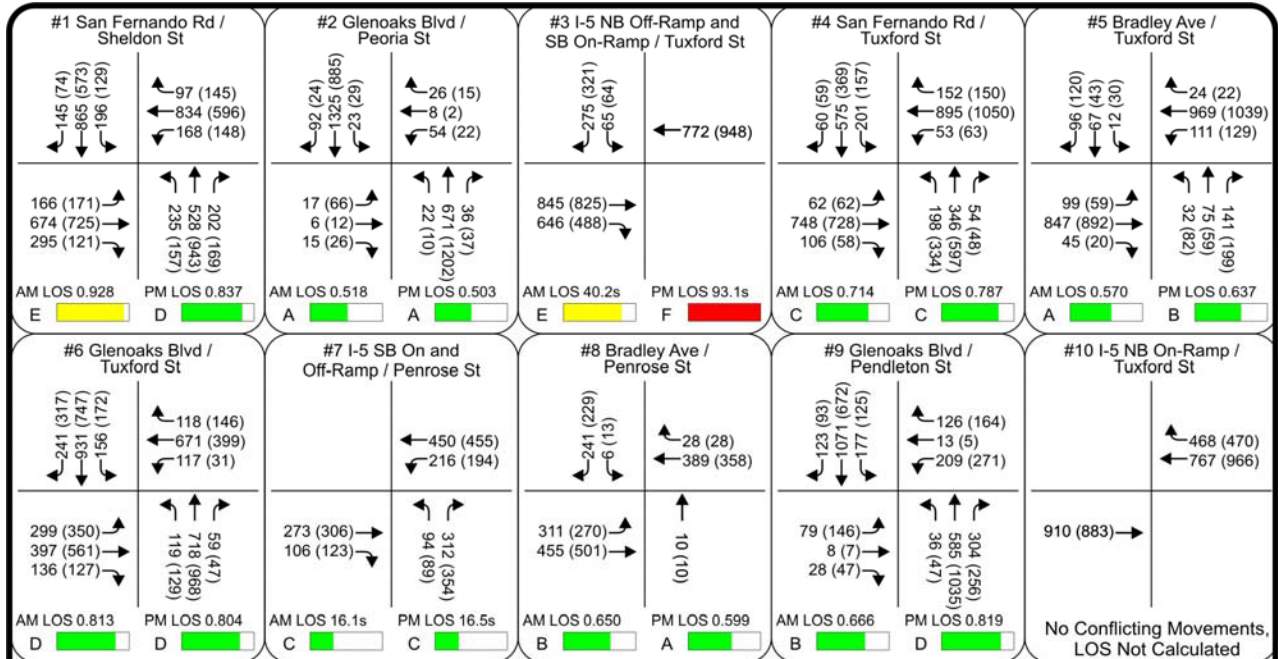 #1 San Fernando Rd /
Sheldon St
145 (74)
865 (573)
196 (129)
97 (145)
834 (596)
168 (148)
166 (171)
674 (725)
295 (121)
235 (157)
528 (943)
202 (169)
AM LOS 0.928
PM LOS 0.837
E
D
#2 Glenoaks Blvd /
Peoria St
92 (24)
1325 (885)
23 (29)
26 (15)
8 (2)
54 (22)
17 (66)
6 (12)
15 (26)
22 (10)
671 (1202)
36 (37)
AM LOS 0.518
PM LOS 0.503
A
A
#3 I-5 NB Off-Ramp and
SB On-Ramp / Tuxford St
275 (321)
65 (64)
772 (948)
845 (825)
646 (488)
AM LOS 40.2s
PM LOS 93.1s
E
F
#4 San Fernando Rd /
Tuxford St
60 (59)
575 (369)
201 (157)
152 (150)
895 (1050)
53 (63)
62 (62)
748 (728)
106 (58)
198 (334)
346 (597)
54 (48)
AM LOS 0.714
PM LOS 0.787
C
C
#5 Bradley Ave /
Tuxford St
96 (120)
67 (43)
12 (30)
24 (22)
969 (1039)
111 (129)
99 (59)
847 (892)
45 (20)
32 (82)
75 (59)
141 (199)
AM LOS 0.570
PM LOS 0.637
A
B
#6 Glenoaks Blvd /
Tuxford St
241 (317)
931 (747)
156 (172)
118 (146)
671 (399)
117 (31)
299 (350)
397 (561)
136 (127)
119 (129)
718 (968)
59 (47)
AM LOS 0.813
PM LOS 0.804
D
D
#7 I-5 SB On and
Off-Ramp / Penrose St
450 (455)
216 (194)
273 (306)
106 (123)
94 (89)
312 (354)
AM LOS 16.1s
PM LOS 16.5s
C
C
#8 Bradley Ave /
Penrose St
241 (229)
6 (13)
28 (28)
389 (358)
311 (270)
455 (501)
10 (10)
AM LOS 0.650
PM LOS 0.599
B
A
#9 Glenoaks Blvd /
Pendleton St
123 (93)
1071 (672)
177 (125)
126 (164)
13 (5)
209 (271)
79 (146)
8 (7)
28 (47)
36 (47)
585 (1035)
304 (256)
AM LOS 0.666
PM LOS 0.819
B
D
#10 I-5 NB On-Ramp /
Tuxford St
468 (470)
767 (966)
910 (883)
No Conflicting Movements,
LOS Not Calculated